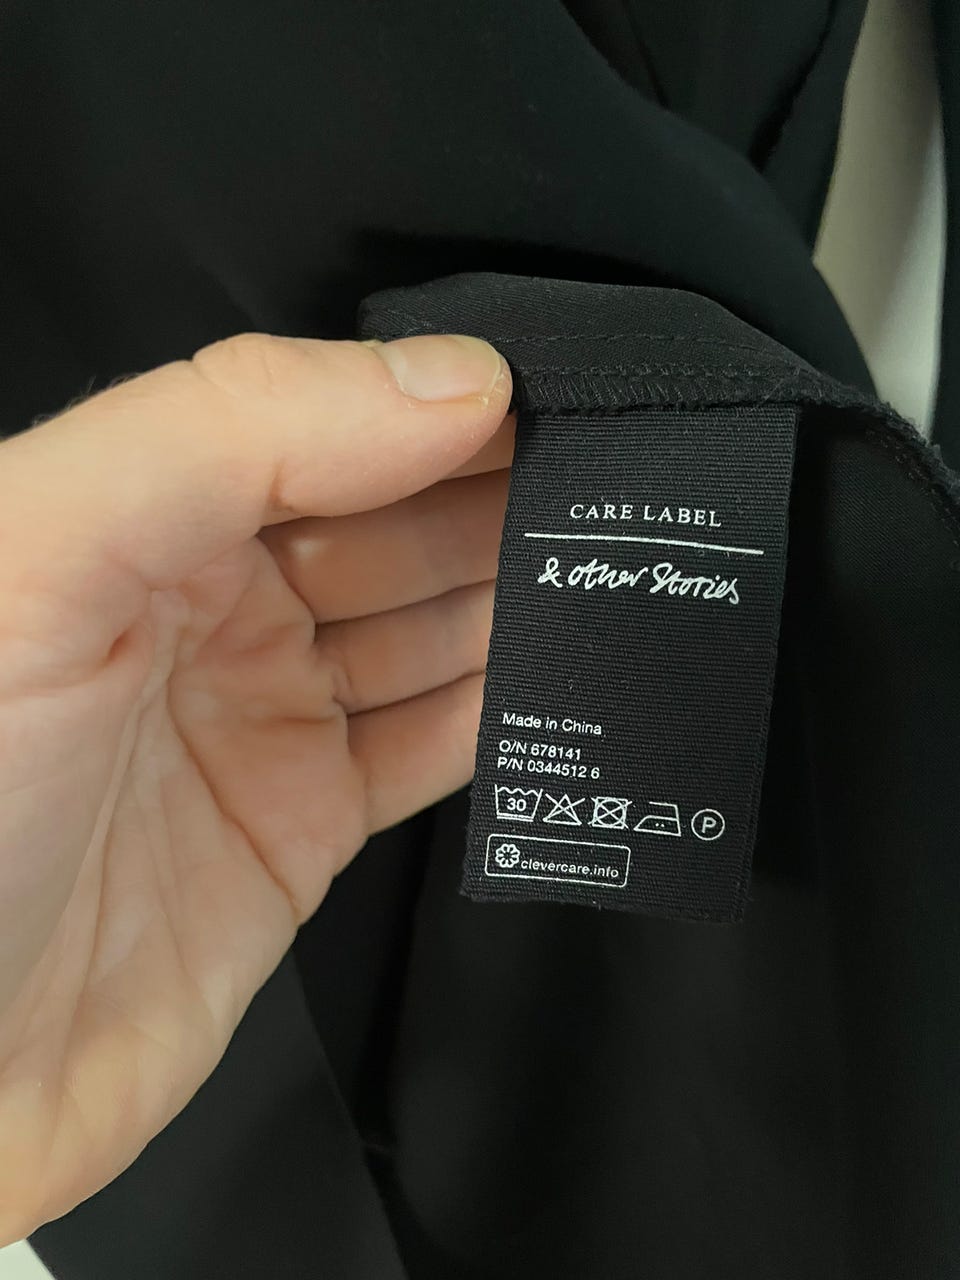 CARE LABEL
& other Stories
Made in China
O/N 678141
P/N 0344512 6
30
P
clevercare.info